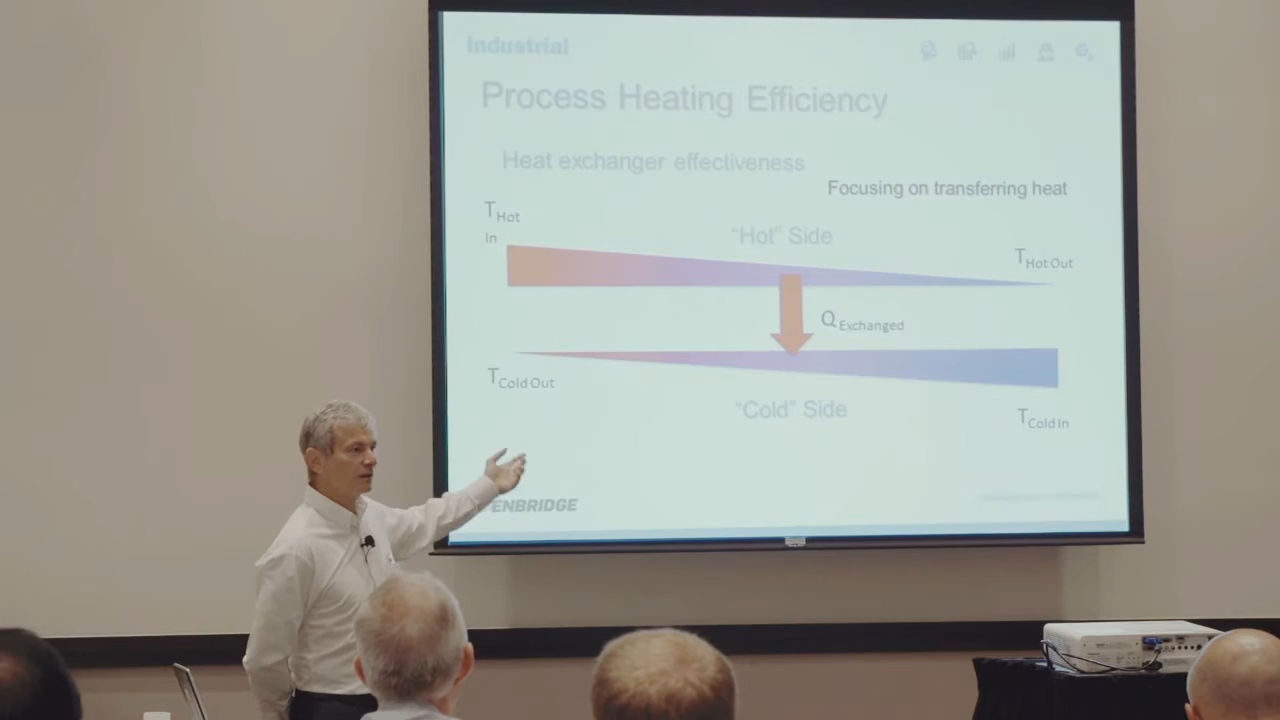 Industrial
Process Heating Efficiency
Heat exchanger effectiveness
Focusing on transferring heat
T Hot
In
"Hot" Side
T Hot Out
Q Exchanged
T Cold Out
"Cold" Side
T Cold In
ENBRIDGE